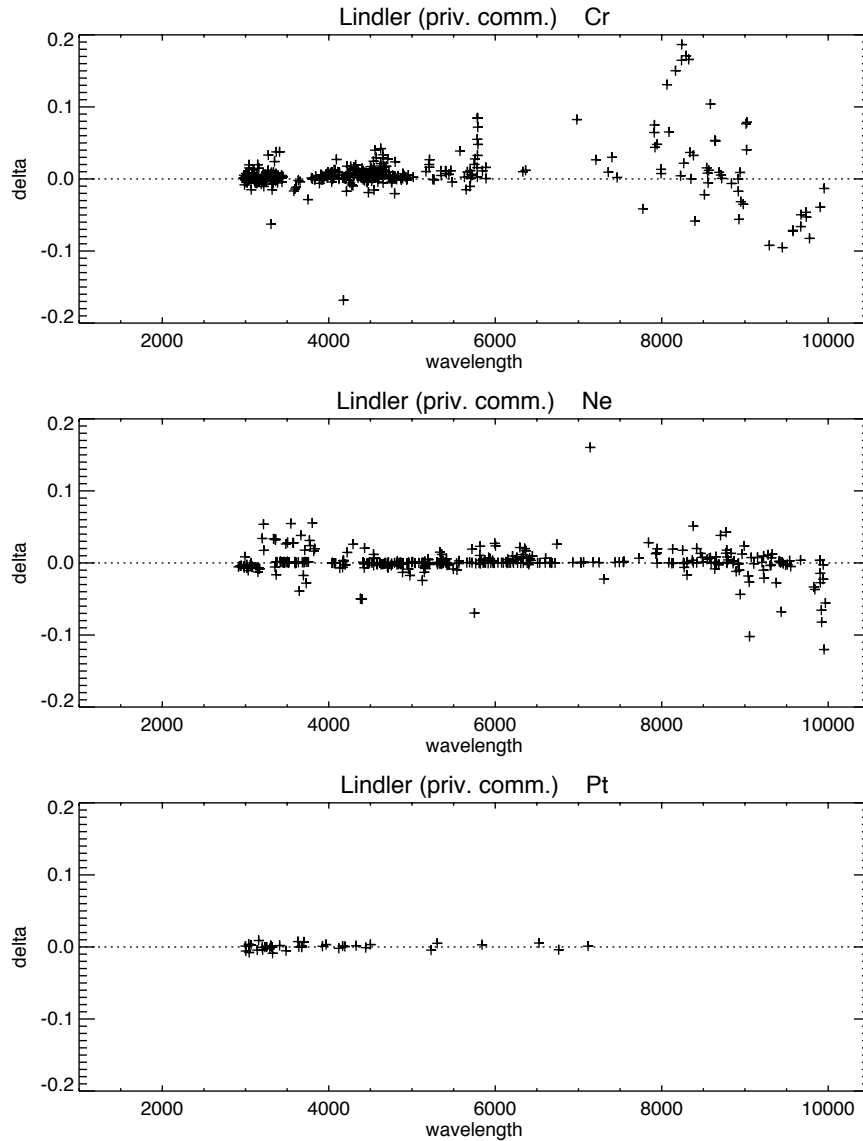 Lindler (priv. comm.) Cr
0.2
0.1
0.0
-0.1
-0.2
delta
2000 4000 6000 8000 10000
wavelength
Lindler (priv. comm.) Ne
0.2
0.1
0.0
-0.1
-0.2
delta
2000 4000 6000 8000 10000
wavelength
Lindler (priv. comm.) Pt
0.2
0.1
0.0
-0.1
-0.2
delta
2000 4000 6000 8000 10000
wavelength